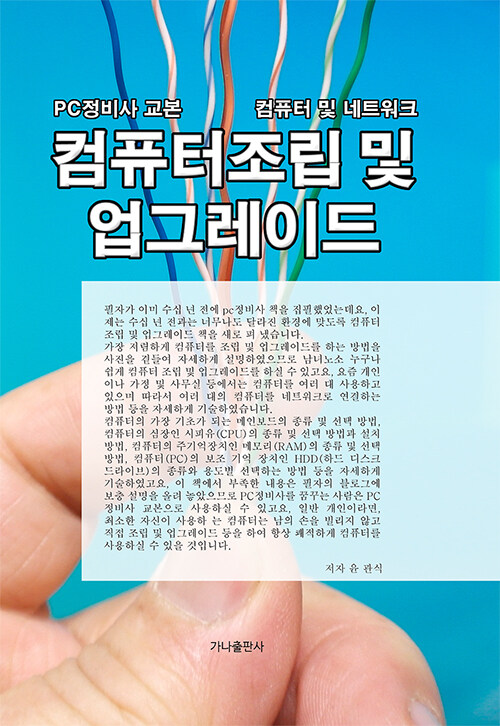 PC정비사 교본 컴퓨터 및 네트워크
컴퓨터조립 및
업그레이드
필자가 이미 수십 년 전에 pc정비사 책을 집필했었는데요, 이
제는 수십 년 전과는 너무나도 달라진 환경에 맞도록 컴퓨터
조립 및 업그레이드 책을 새로 펴 냈습니다.
가장 저렴하게 컴퓨터를 조립 및 업그레이드를 하는 방법을
사진을 곁들여 자세하게 설명하였으므로 남녀노소 누구나
쉽게 컴퓨터 조립 및 업그레이드를 하실 수 있고요, 요즘 개인
이나 가정 및 사무실 등에서는 컴퓨터를 여러 대 사용하고
있으며 따라서 이러 대의 컴퓨터를 네트워크로 연결하는
방법 등을 자세하게 기술하였습니다.
컴퓨터의 가장 기초가 되는 메인보드의 종류 및 선택 방법,
컴퓨터의 심장인 시피유(CPU)의 종류 및 선택 방법과 설치
방법, 컴퓨터의 주기억장치인 메모리(RAM)의 종류 및 선택
방법, 컴퓨터(PC)의 보조 기억 장치인 HDD(하드 디스크
드라이브)의 종류와 용도별 선택하는 방법 등을 자세하게
기술하였고요, 이 책에서 부족한 내용은 필자의 블로그에
보충 설명을 올려 놓았으므로 PC정비사를 꿈꾸는 사람은 PC
정비사 교본으로 사용하실 수 있고요, 일반 개인이라면,
최소한 자신이 사용하 는 컴퓨터는 남의 손을 빌리지 않고
직접 조립 및 업그레이드 등을 하여 항상 쾌적하게 컴퓨터를
사용하실 수 있을 것입니다.
저자 윤 관식
가나출판사